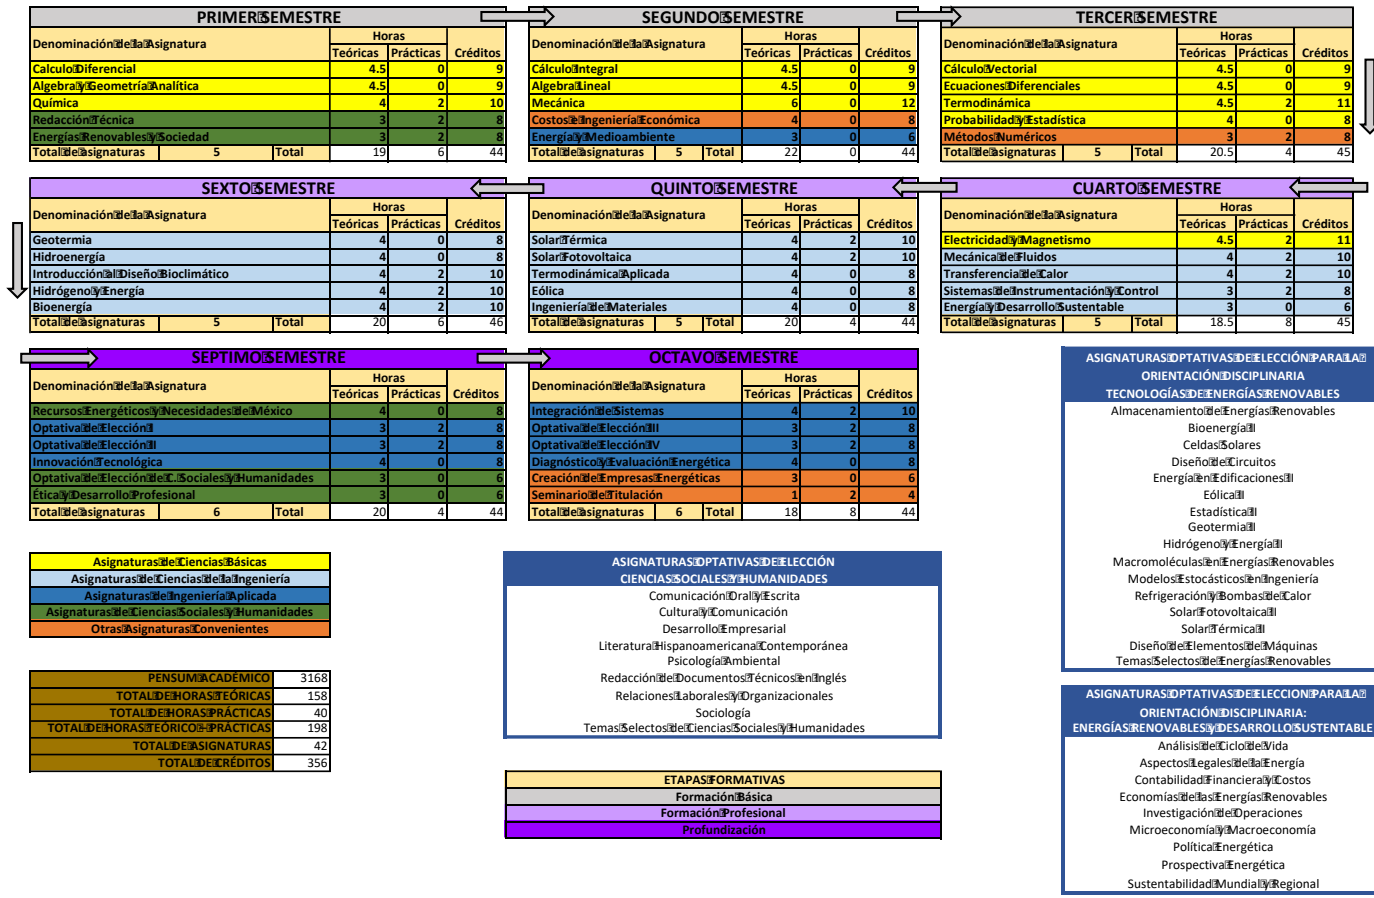 PRIMER SEMESTRE
Denominación de la Asignatura Horas Créditos
Teóricas Prácticas
Calculo Diferencial 4.5 0 9
Algebra y Geometría Analítica 4.5 0 9
Química 4 2 10
Redacción Técnica 3 2 8
Energías Renovables y Sociedad 3 2 8
Total de asignaturas 5 Total 19 6 44
SEGUNDO SEMESTRE
Denominación de la Asignatura Horas Créditos
Teóricas Prácticas
Cálculo Integral 4.5 0 9
Algebra Lineal 4.5 0 9
Mecánica 6 0 12
Costos e Ingeniería Económica 4 0 8
Energía y Medioambiente 3 0 6
Total de asignaturas 5 Total 22 0 44
TERCER SEMESTRE
Denominación de la Asignatura Horas Créditos
Teóricas Prácticas
Cálculo Vectorial 4.5 0 9
Ecuaciones Diferenciales 4.5 0 9
Termodinámica 4.5 2 11
Probabilidad y Estadística 4 0 8
Métodos Numéricos 3 2 8
Total de asignaturas 5 Total 20.5 4 45
SEXTO SEMESTRE
Denominación de la Asignatura Horas Créditos
Teóricas Prácticas
Geotermia 4 0 8
Hidroenergía 4 0 8
Introducción al Diseño Bioclimático 4 2 10
Hidrógeno y Energía 4 2 10
Bioenergía 4 2 10
Total de asignaturas 5 Total 20 6 46
QUINTO SEMESTRE
Denominación de la Asignatura Horas Créditos
Teóricas Prácticas
Solar Térmica 4 2 10
Solar Fotovoltaica 4 2 10
Termodinámica Aplicada 4 0 8
Eólica 4 0 8
Ingeniería de Materiales 4 0 8
Total de asignaturas 5 Total 20 4 44
CUARTO SEMESTRE
Denominación de la Asignatura Horas Créditos
Teóricas Prácticas
Electricidad y Magnetismo 4.5 2 11
Mecánica de Fluidos 4 2 10
Transferencia de Calor 4 2 10
Sistemas de Instrumentación y Control 3 2 8
Energía y Desarrollo Sustentable 3 0 6
Total de asignaturas 5 Total 18.5 8 45
SEPTIMO SEMESTRE
Denominación de la Asignatura Horas Créditos
Teóricas Prácticas
Recursos Energéticos y Necesidades de México 4 0 8
Optativa de Elección I 3 2 8
Optativa de Elección II 3 2 8
Innovación Tecnológica 4 0 8
Optativa de Elección de C. Sociales y Humanidades 3 0 6
Ética y Desarrollo Profesional 3 0 6
Total de asignaturas 6 Total 20 4 44
OCTAVO SEMESTRE
Denominación de la Asignatura Horas Créditos
Teóricas Prácticas
Integración de Sistemas 4 2 10
Optativa de Elección III 3 2 8
Optativa de Elección IV 3 2 8
Diagnóstico y Evaluación Energética 4 0 8
Creación de Empresas Energéticas 3 0 6
Seminario de Titulación 1 2 4
Total de asignaturas 6 Total 18 8 44
ASIGNATURAS OPTATIVAS DE ELECCIÓN PARA LA
ORIENTACIÓN DISCIPLINARIA
TECNOLOGÍAS DE ENERGÍAS RENOVABLES
Almacenamiento de Energías Renovables
Bioenergía II
Celdas Solares
Diseño de Circuitos
Energía en Edificaciones II
Eólica II
Estadística II
Geotermia II
Hidrógeno y Energía II
Macromoléculas en Energías Renovables
Modelos Estocásticos en Ingeniería
Refrigeración y Bombas de Calor
Solar Fotovoltaica II
Solar Térmica II
Diseño de Elementos de Máquinas
Temas Selectos de Energías Renovables
Asignaturas de Ciencias Básicas
Asignaturas de Ciencias de la Ingeniería
Asignaturas de Ingeniería Aplicada
Asignaturas de Ciencias Sociales y Humanidades
Otras Asignaturas Convenientes
PENSUM ACADÉMICO 3168
TOTAL DE HORAS TEÓRICAS 158
TOTAL DE HORAS PRÁCTICAS 40
TOTAL DE HORAS TEÓRICO - PRÁCTICAS 198
TOTAL DE ASIGNATURAS 42
TOTAL DE CRÉDITOS 356
ASIGNATURAS OPTATIVAS DE ELECCIÓN
CIENCIAS SOCIALES Y HUMANIDADES
Comunicación Oral y Escrita
Cultura y Comunicación
Desarrollo Empresarial
Literatura Hispanoamericana Contemporánea
Psicología Ambiental
Redacción de Documentos Técnicos en Inglés
Relaciones Laborales y Organizacionales
Sociología
Temas Selectos de Ciencias Sociales y Humanidades
ETAPAS FORMATIVAS
Formación Básica
Formación Profesional
Profundización
ASIGNATURAS OPTATIVAS DE ELECCION PARA LA
ORIENTACIÓN DISCIPLINARIA:
ENERGÍAS RENOVABLES y DESARROLLO SUSTENTABLE
Análisis de Ciclo de Vida
Aspectos Legales de la Energía
Contabilidad Financiera y Costos
Economías de las Energías Renovables
Investigación de Operaciones
Microeconomía y Macroeconomía
Política Energética
Prospectiva Energética
Sustentabilidad Mundial y Regional